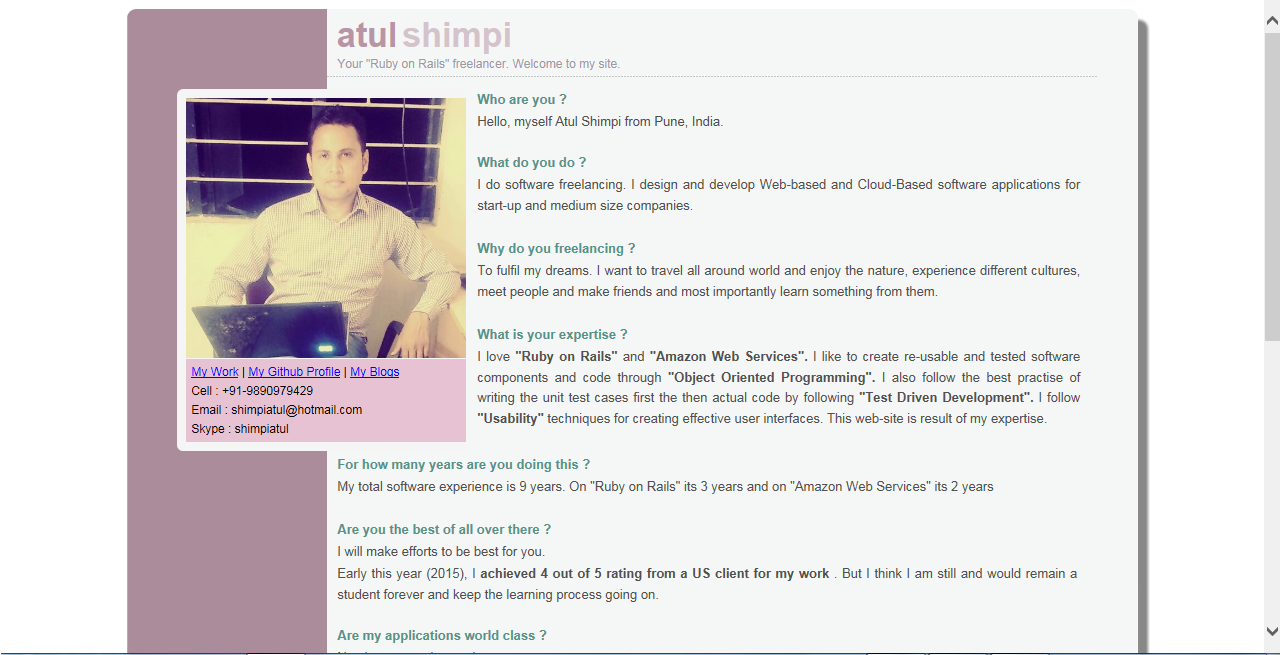 atul shimpi
Your "Ruby on Rails" freelancer. Welcome to my site.
Who are you ?
Hello, myself Atul Shimpi from Pune, India.
What do you do ?
I do software freelancing. I design and develop Web-based and Cloud-Based software applications for
start-up and medium size companies.
Why do you freelancing ?
To fulfil my dreams. I want to travel all around world and enjoy the nature, experience different cultures,
meet people and make friends and most importantly learn something from them.
What is your expertise ?
I love "Ruby on Rails" and "Amazon Web Services". I like to create re-usable and tested software
components and code through "Object Oriented Programming". I also follow the best practise of
writing the unit test cases first the then actual code by following "Test Driven Development". I follow
"Usability" techniques for creating effective user interfaces. This web-site is result of my expertise.
My Work | My Github Profile | My Blogs
Cell : +91-9890979429
Email : shimpiatul@hotmail.com
Skype : shimpiatul
For how many years are you doing this ?
My total software experience is 9 years. On "Ruby on Rails" its 3 years and on "Amazon Web Services" its 2 years
Are you the best of all over there ?
I will make efforts to be best for you.
Early this year (2015), I achieved 4 out of 5 rating from a US client for my work . But I think I am still and would remain a
student forever and keep the learning process going on.
Are my applications world class ?